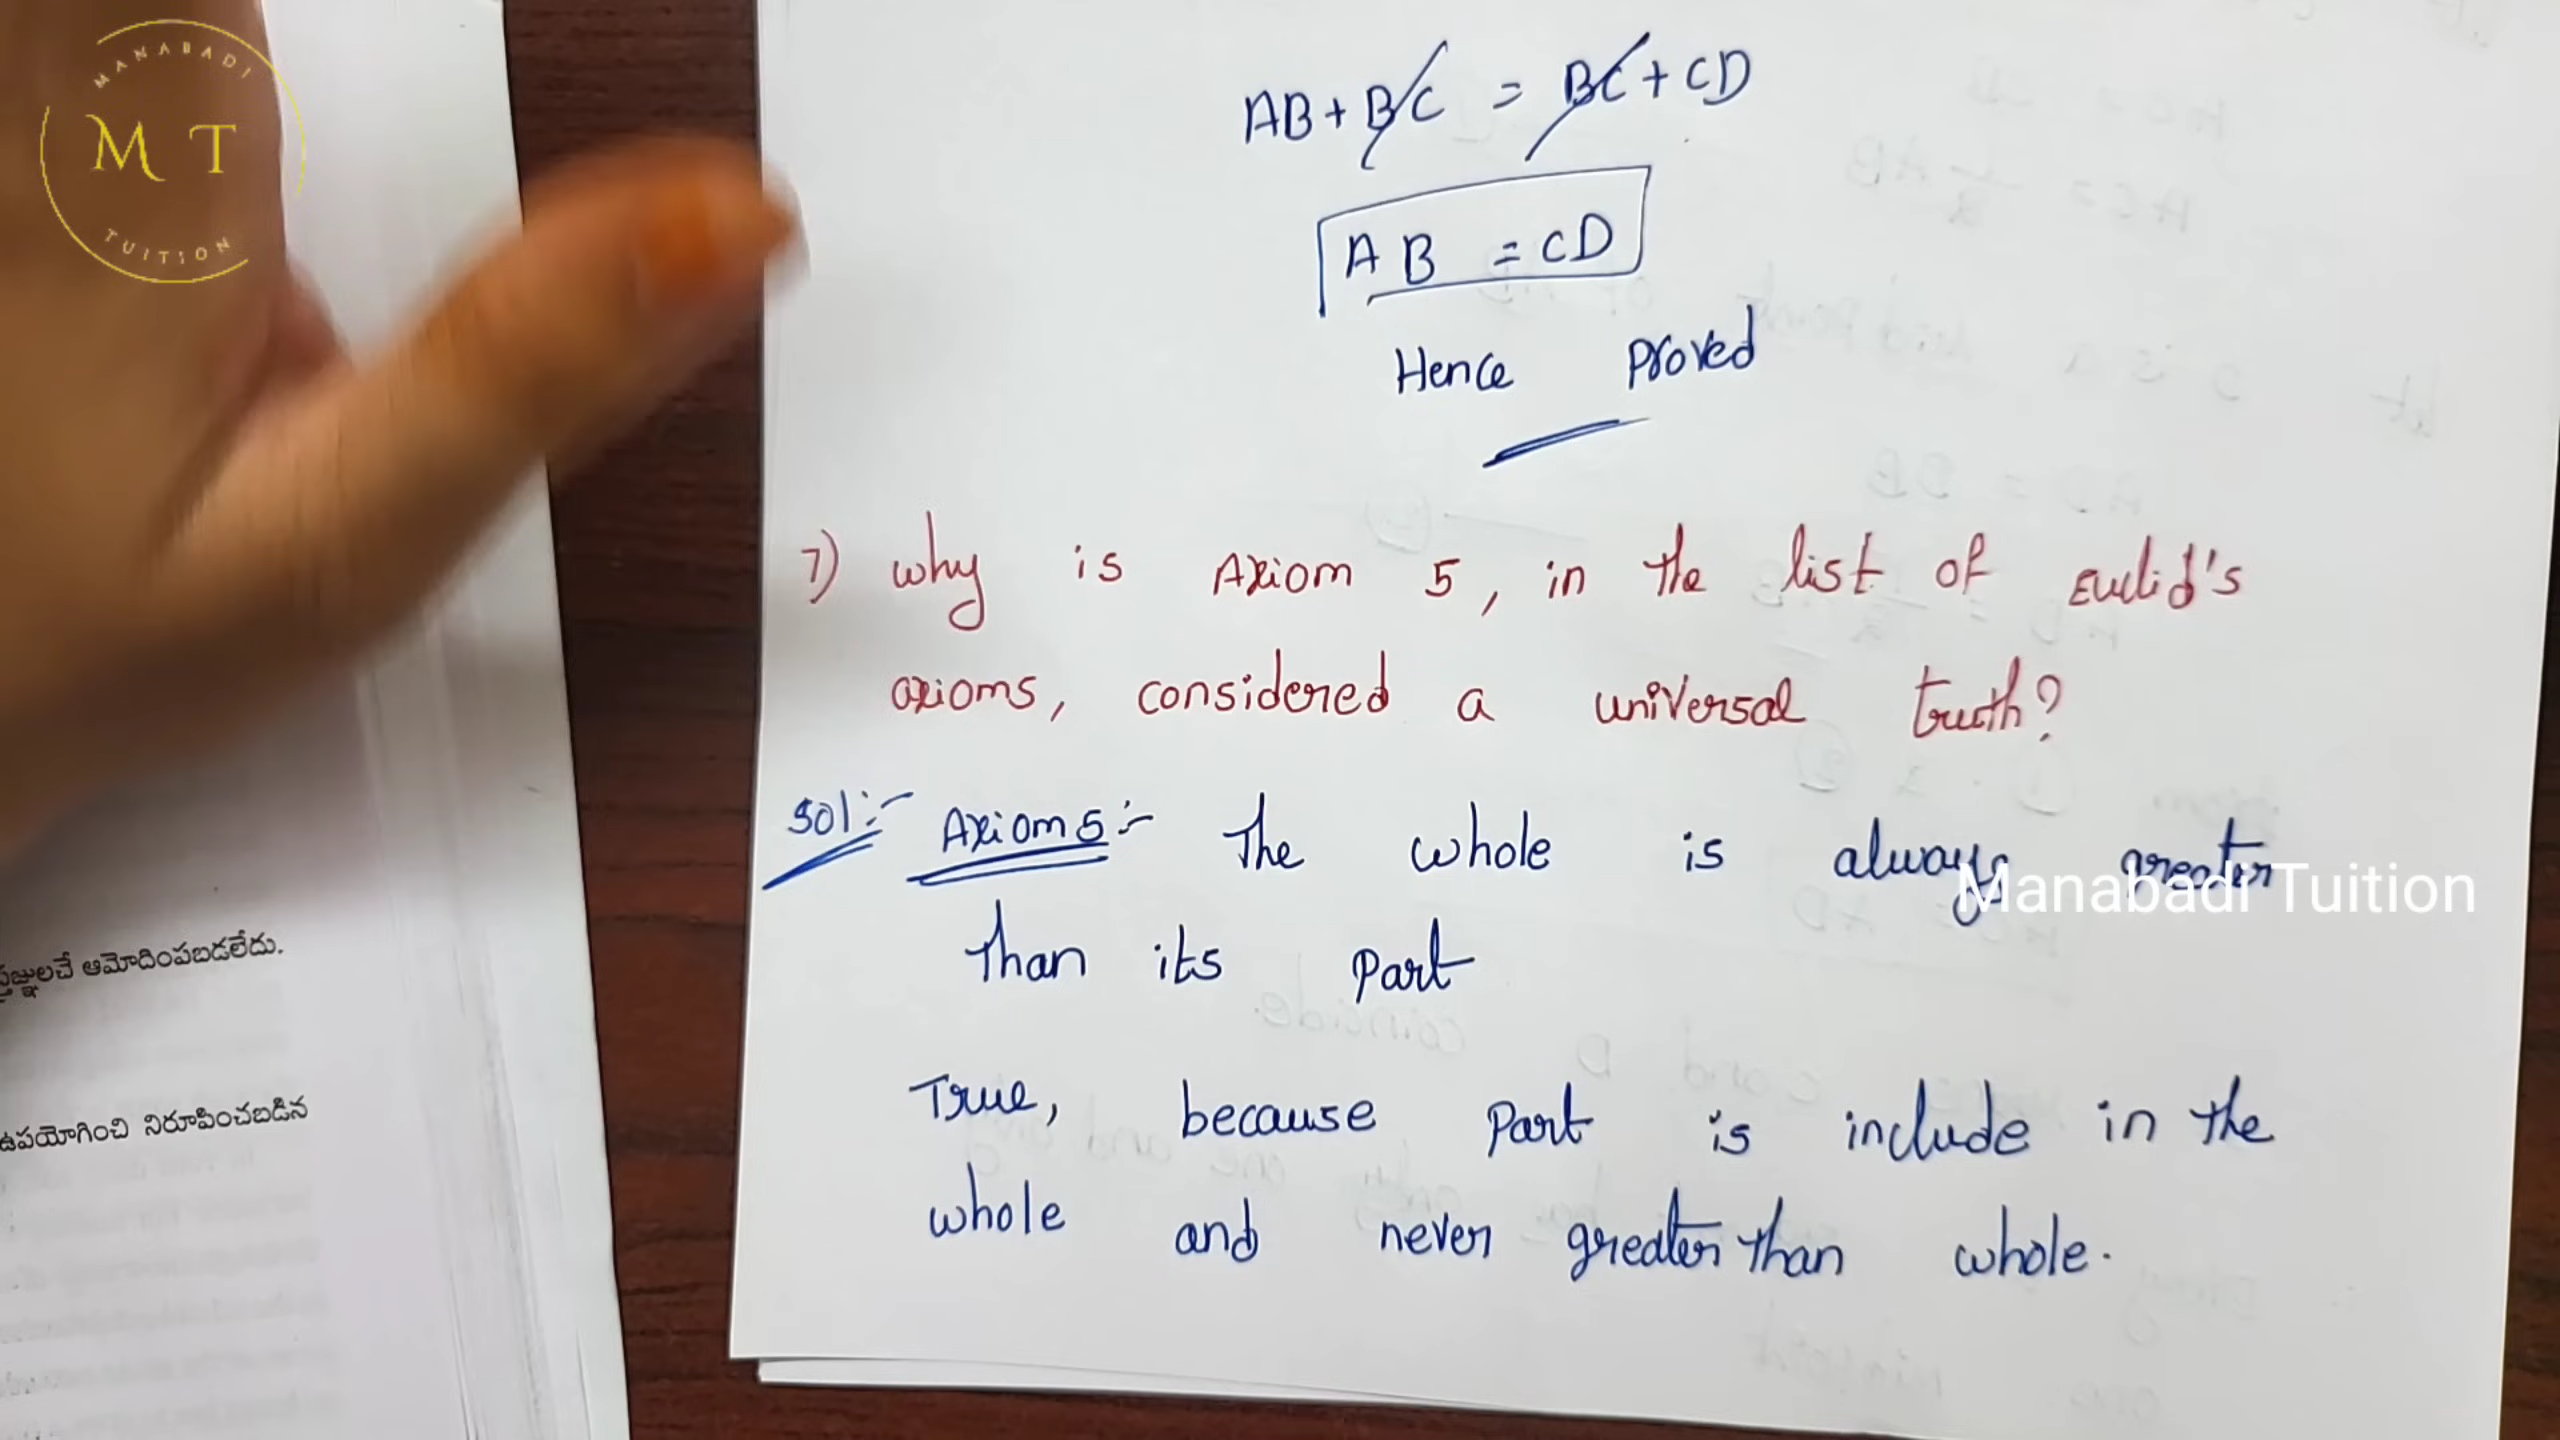 MANABADI
M T
TUITION
AB + BC = BC + CD
AB = CD
Hence Proved
7) why is Axiom 5, in the list of Euclid's
axioms, considered a universal truth?
Sol:- Axiom 5:- The whole is always greater
than its part
True, because part is include in the
whole and never greater than whole.
Manabadi Tuition
ఆమోదింపబడలేదు.
ఉపయోగించి నిరూపించబడిన